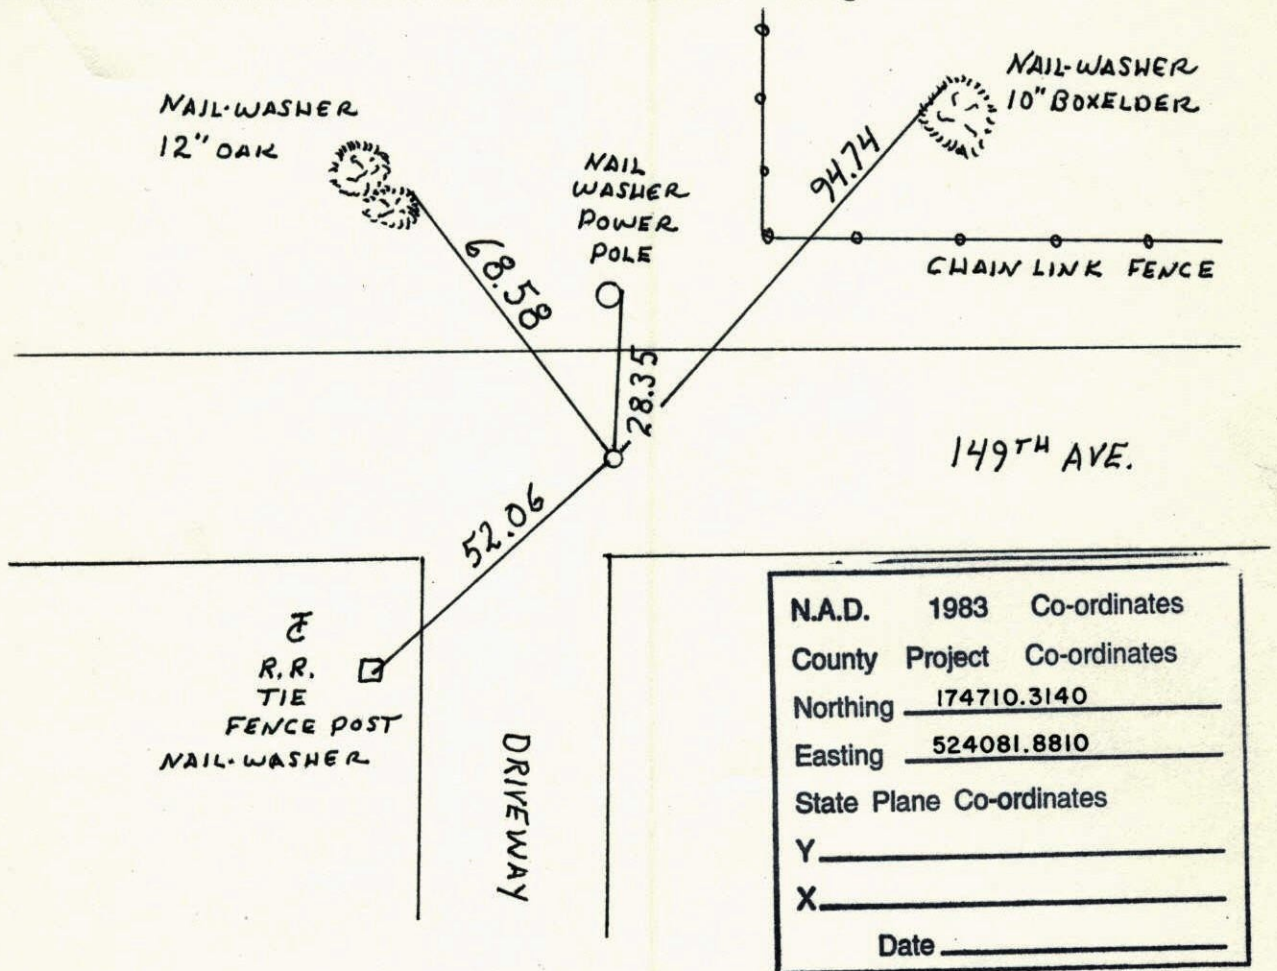 NAIL-WASHER
10" BOXELDER
NAIL-WASHER
12" OAK
NAIL
WASHER
POWER
POLE
94.74
68.58
CHAIN LINK FENCE
28.35
149TH AVE.
52.06
R.R.
TIE
FENCE POST
NAIL-WASHER
DRIVEWAY
N.A.D. 1983 Co-ordinates
County Project Co-ordinates
Northing 174710.3140
Easting 524081.8810
State Plane Co-ordinates
Y
X
Date